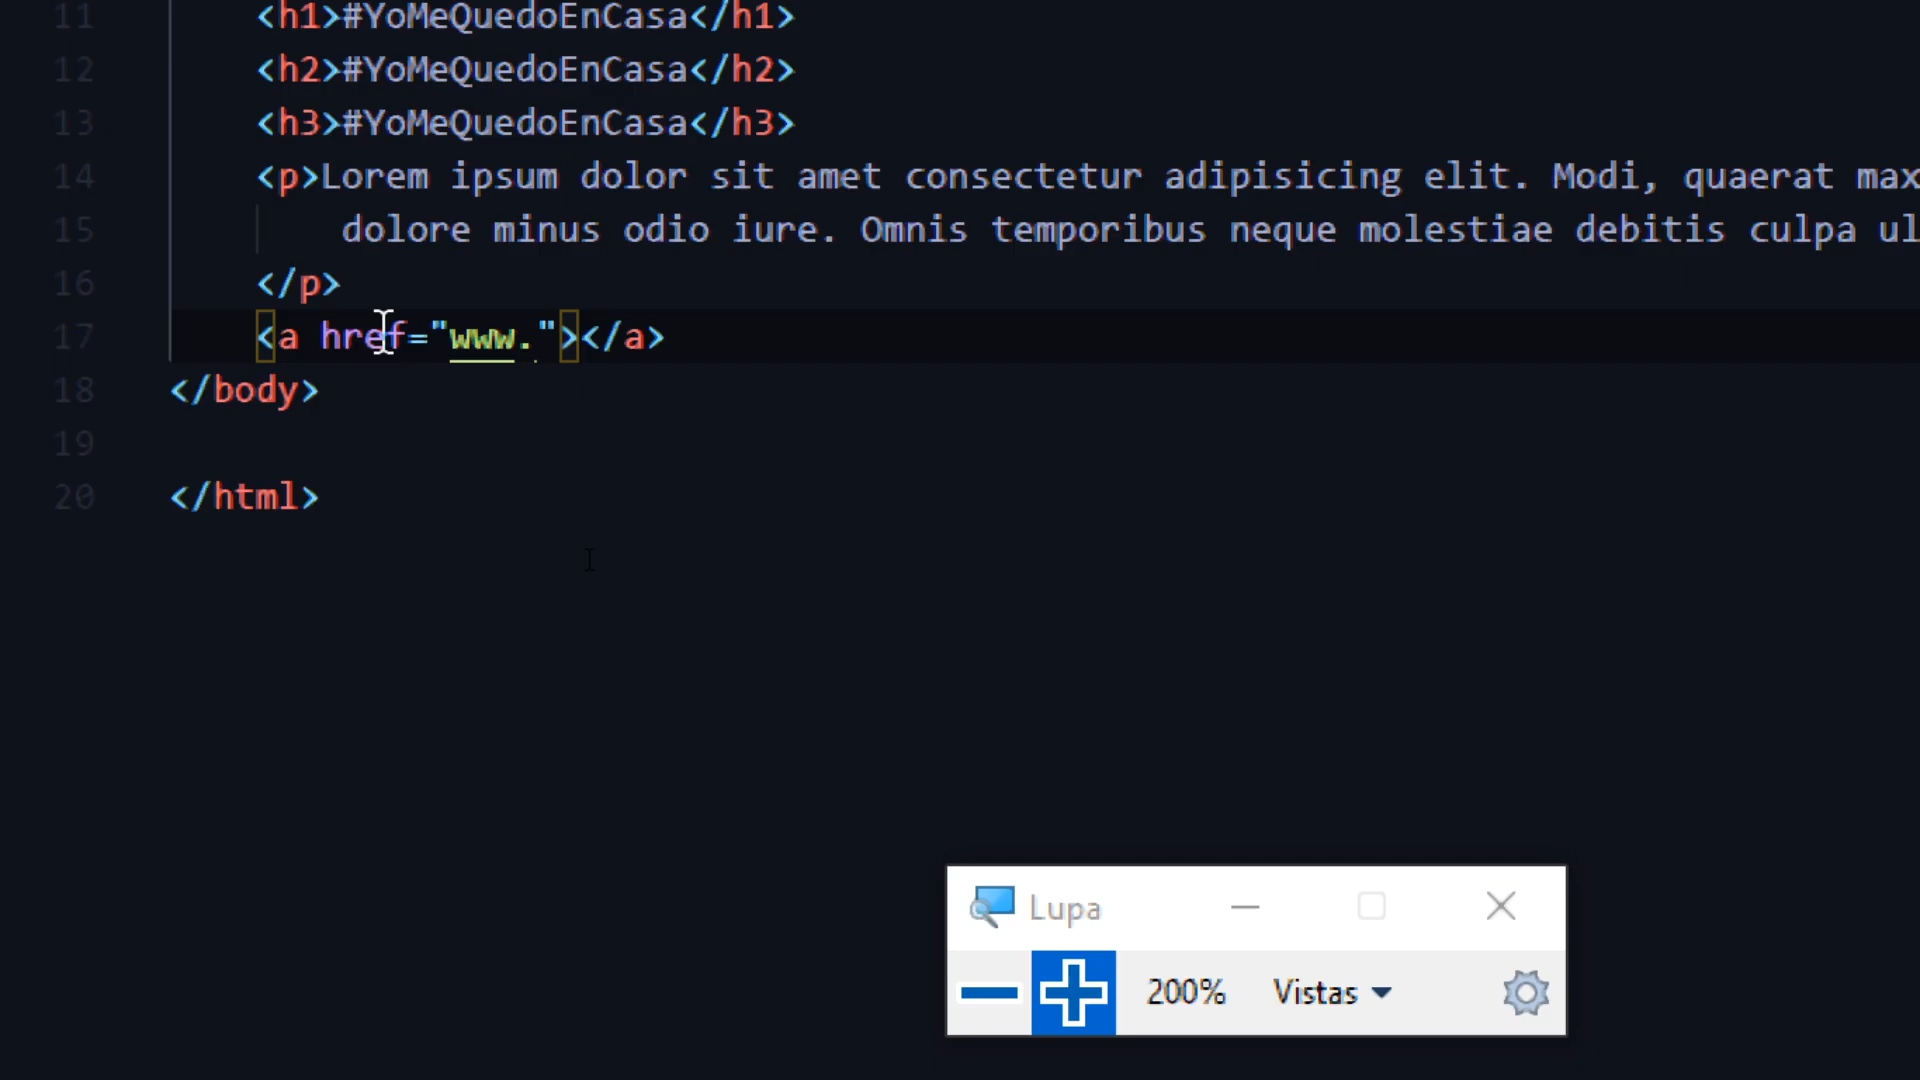 11 <h1>#YoMeQuedoEnCasa</h1>
12 <h2>#YoMeQuedoEnCasa</h2>
13 <h3>#YoMeQuedoEnCasa</h3>
14 <p>Lorem ipsum dolor sit amet consectetur adipisicing elit. Modi, quaerat max
15 dolore minus odio iure. Omnis temporibus neque molestiae debitis culpa ul
16 </p>
17 <a href="www."></a>
18 </body>
19
20 </html>
Lupa
200% Vistas